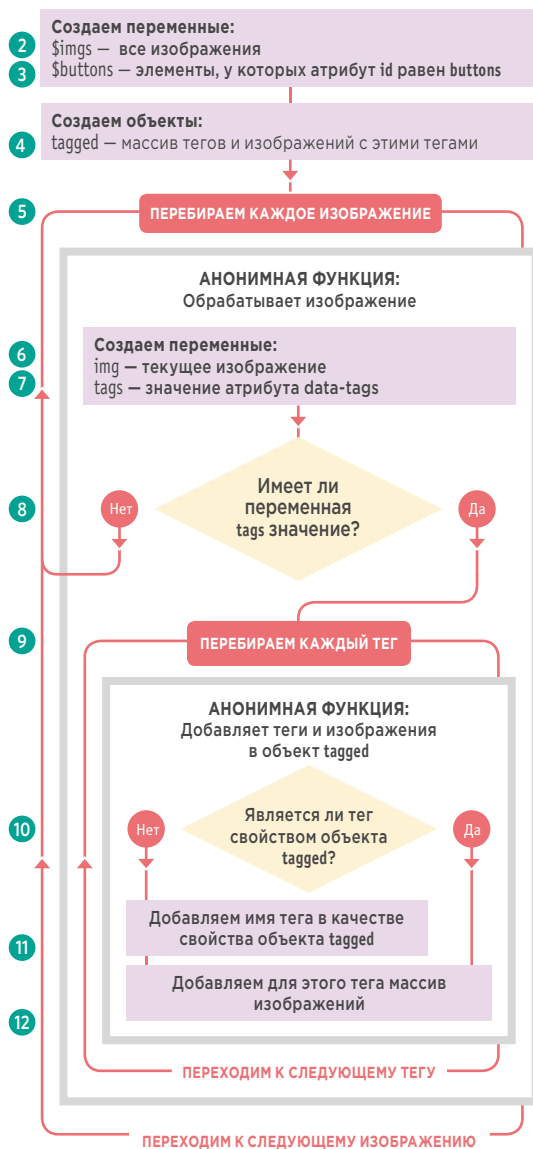 Создаем переменные:
2 $imgs — все изображения
3 $buttons — элементы, у которых атрибут id равен buttons
Создаем объекты:
4 tagged — массив тегов и изображений с этими тегами
5 ПЕРЕБИРАЕМ КАЖДОЕ ИЗОБРАЖЕНИЕ
АНОНИМНАЯ ФУНКЦИЯ:
Обрабатывает изображение
Создаем переменные:
6 img — текущее изображение
7 tags — значение атрибута data-tags
Имеет ли
переменная
tags значение?
8 Нет Да
9 ПЕРЕБИРАЕМ КАЖДЫЙ ТЕГ
АНОНИМНАЯ ФУНКЦИЯ:
Добавляет теги и изображения
в объект tagged
Является ли тег
свойством объекта
tagged?
10 Нет Да
Добавляем имя тега в качестве
11 свойства объекта tagged
Добавляем для этого тега массив
изображений
12
ПЕРЕХОДИМ К СЛЕДУЮЩЕМУ ТЕГУ
ПЕРЕХОДИМ К СЛЕДУЮЩЕМУ ИЗОБРАЖЕНИЮ